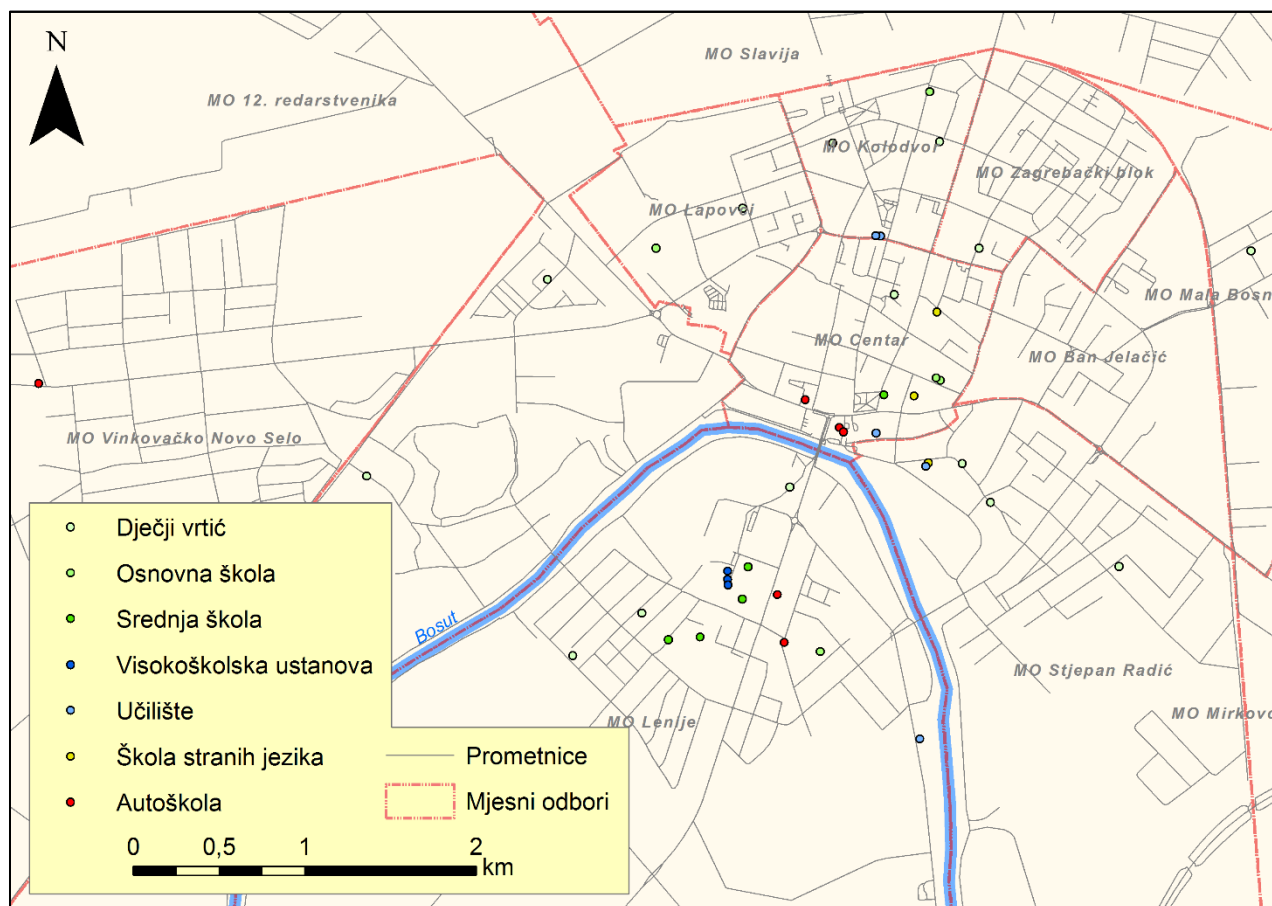 N
MO Slavija
MO 12. redarstvenika
MO Kolodvor
MO Zagrebački blok
MO Lapovci
MO Mala Bosn
MO Centar
MO Ban Jelačić
MO Vinkovačko Novo Selo
Bosut
MO Stjepan Radić
MO Lenije
MO Mirkovc
Dječji vrtić
Osnovna škola
Srednja škola
Visokoškolska ustanova
Učilište
Škola stranih jezika
Autoškola
Prometnice
Mjesni odbori
0 0,5 1 2
km